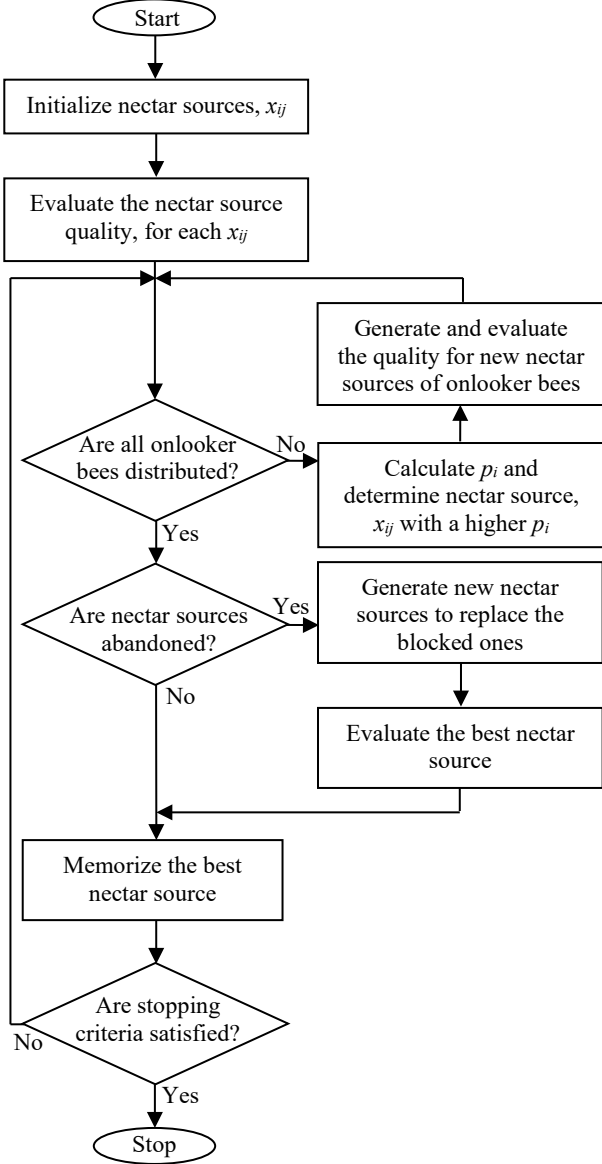 Start
Initialize nectar sources, xij
Evaluate the nectar source
quality, for each xij
Generate and evaluate
the quality for new nectar
sources of onlooker bees
Are all onlooker
bees distributed?
No
Calculate pi and
determine nectar source,
xij with a higher pi
Yes
Are nectar sources
abandoned?
Yes
Generate new nectar
sources to replace the
blocked ones
No
Evaluate the best nectar
source
Memorize the best
nectar source
Are stopping
criteria satisfied?
No
Yes
Stop